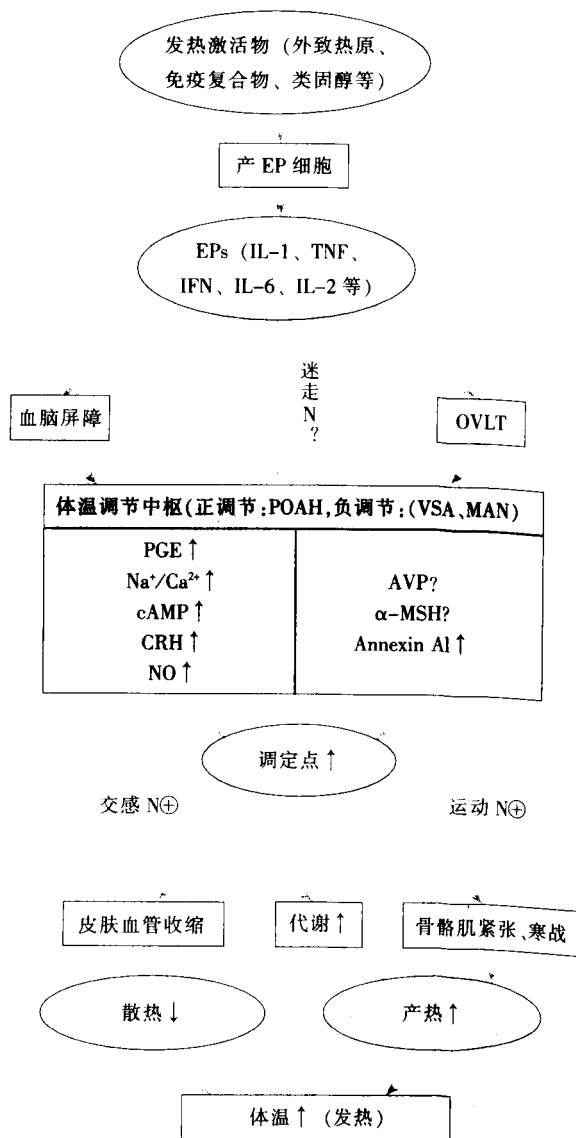 发热激活物（外致热原、
免疫复合物、类固醇等）
产 EP 细胞
EPs（IL-1、TNF、
IFN、IL-6、IL-2 等）
迷走N？
血脑屏障
OVLT
体温调节中枢(正调节:POAH,负调节:(VSA、MAN)
PGE↑
Na⁺/Ca²⁺↑
cAMP↑
CRH↑
NO↑
AVP?
α-MSH?
Annexin Al↑
调定点↑
交感 N⊕
运动 N⊕
皮肤血管收缩
代谢↑
骨骼肌紧张、寒战
散热↓
产热↑
体温↑（发热）